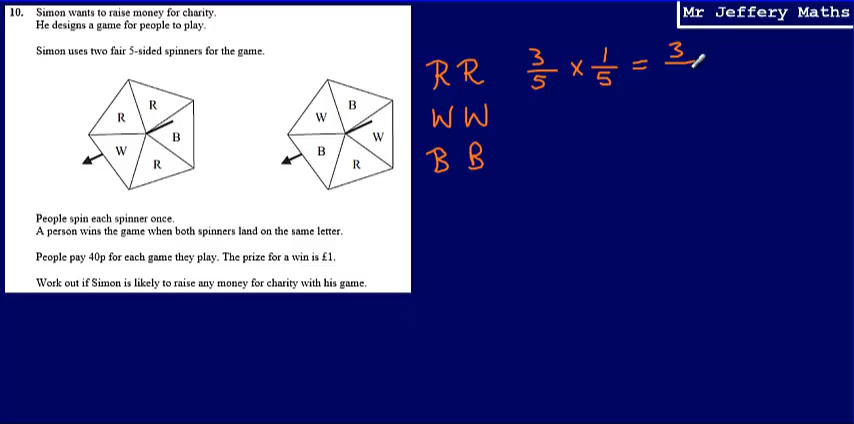 Mr Jeffery Maths
10. Simon wants to raise money for charity.
He designs a game for people to play.
Simon uses two fair 5-sided spinners for the game.
R R B R W
W B W R B
People spin each spinner once.
A person wins the game when both spinners land on the same letter.
People pay 40p for each game they play. The prize for a win is £1.
Work out if Simon is likely to raise any money for charity with his game.
R R 3/5 × 1/5 = 3
W W
B B